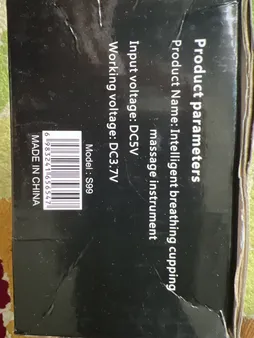 Product parameters
Product Name: Intelligent breathing cupping
massage instrument
Input voltage: DC5V
Working voltage: DC3.7V
Model: S99
6983241656547
MADE IN CHINA